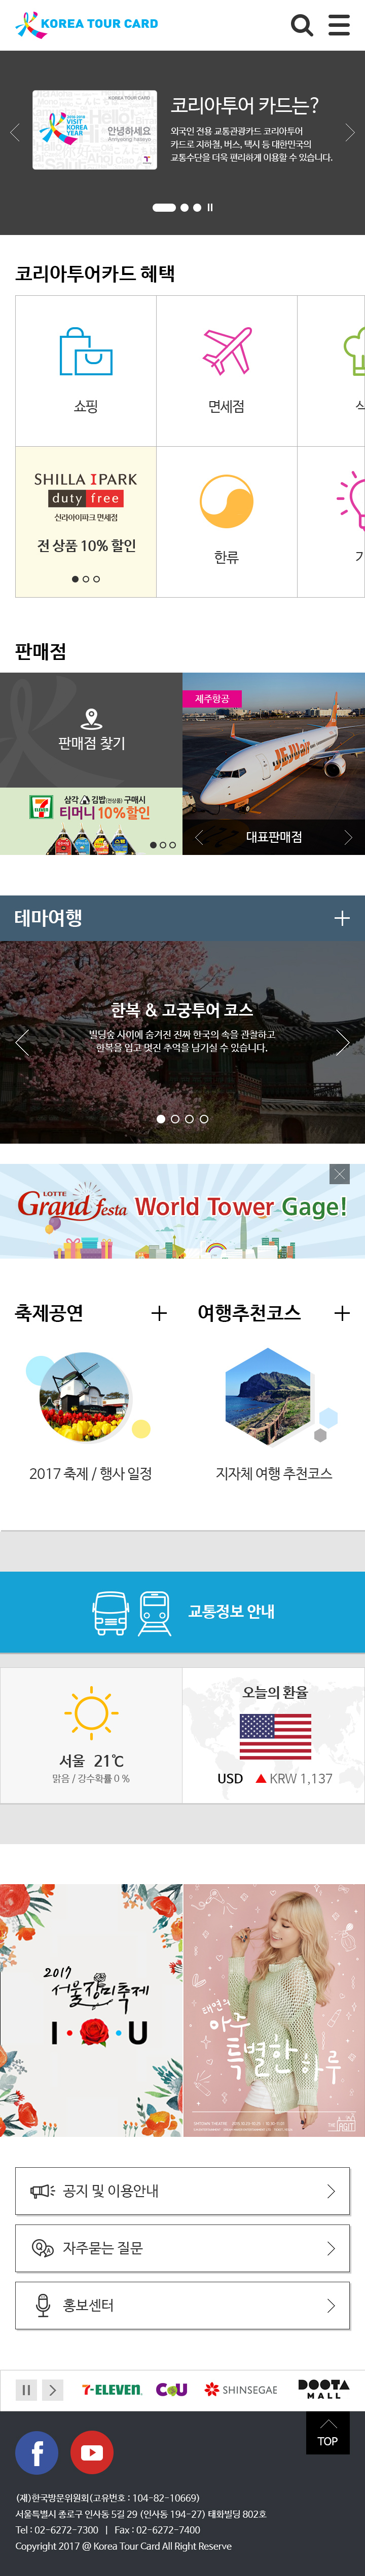 KOREA TOUR CARD
KOREA TOUR CARD
2016-2018
VISIT
KOREA
YEAR
Hello!
안녕하세요
Annyeong haseyo
코리아투어 카드는?
외국인 전용 교통관광카드 코리아투어
카드로 지하철, 버스, 택시 등 대한민국의
교통수단을 더욱 편리하게 이용할 수 있습니다.
코리아투어카드 혜택
쇼핑
면세점
SHILLA IPARK
duty free
신라아이파크 면세점
전 상품 10% 할인
한류
판매점
판매점 찾기
제주항공
JEJUair
대표판매점
삼각김밥(전상품) 구매시
티머니 10%할인
테마여행
한복 & 고궁투어 코스
빌딩숲 사이에 숨겨진 진짜 한국의 속을 관찰하고
한복을 입고 멋진 추억을 남기실 수 있습니다.
LOTTE
Grand festa World Tower Gage!
축제공연
여행추천코스
2017 축제 / 행사 일정
지자체 여행 추천코스
교통정보 안내
서울 21℃
맑음 / 강수확률 0 %
오늘의 환율
USD ▲ KRW 1,137
2017
서울장미축제
I · U
태연의
아주
특별한
하루
THE AGIT
공지 및 이용안내
자주묻는 질문
홍보센터
7-ELEVEN
CU
SHINSEGAE
DOOTA
MALL
TOP
(재)한국방문위원회(고유번호 : 104-82-10669)
서울특별시 종로구 인사동 5길 29 (인사동 194-27) 태화빌딩 802호
Tel : 02-6272-7300 | Fax : 02-6272-7400
Copyright 2017 @ Korea Tour Card All Right Reserve